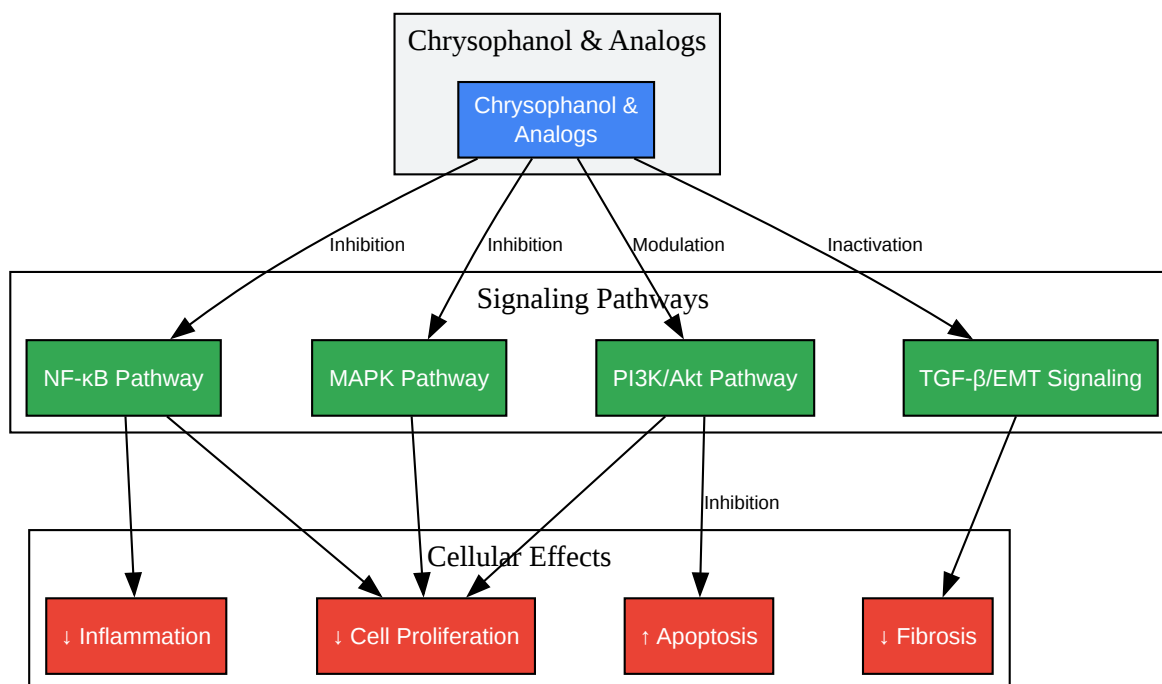 Chrysophanol & Analogs
Chrysophanol &
Analogs
Inhibition
Inhibition
Modulation
Inactivation
Signaling Pathways
NF-κB Pathway
MAPK Pathway
PI3K/Akt Pathway
TGF-β/EMT Signaling
Inhibition
Cellular Effects
↓ Inflammation
↓ Cell Proliferation
↑ Apoptosis
↓ Fibrosis